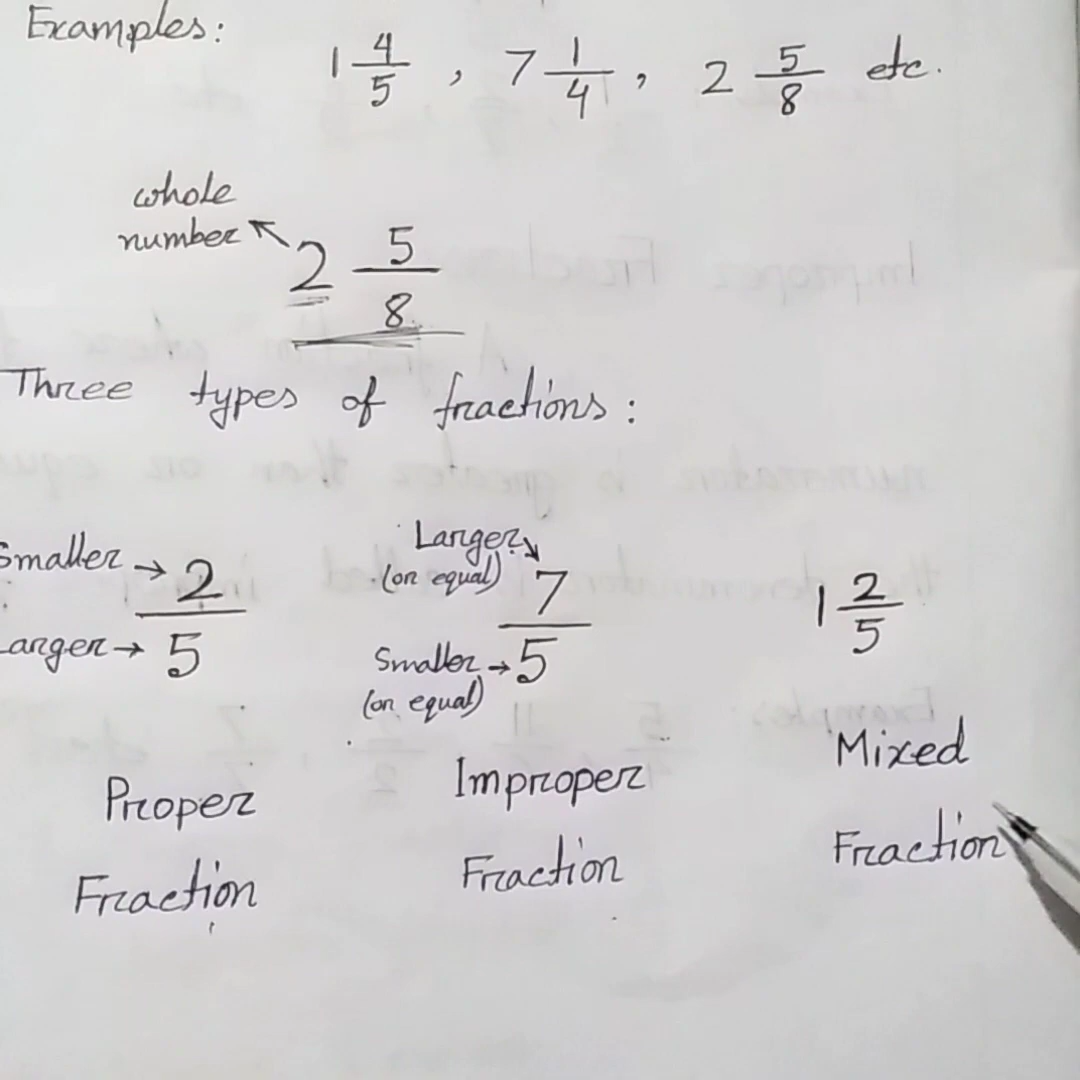 Examples:
1 4/5 , 7 1/4 , 2 5/8 etc.
whole
number
2 5/8
Three types of fractions:
Smaller → 2
Larger → 5
Larger
(or equal)
7
Smaller → 5
(or equal)
1 2/5
Proper
Fraction
Improper
Fraction
Mixed
Fraction